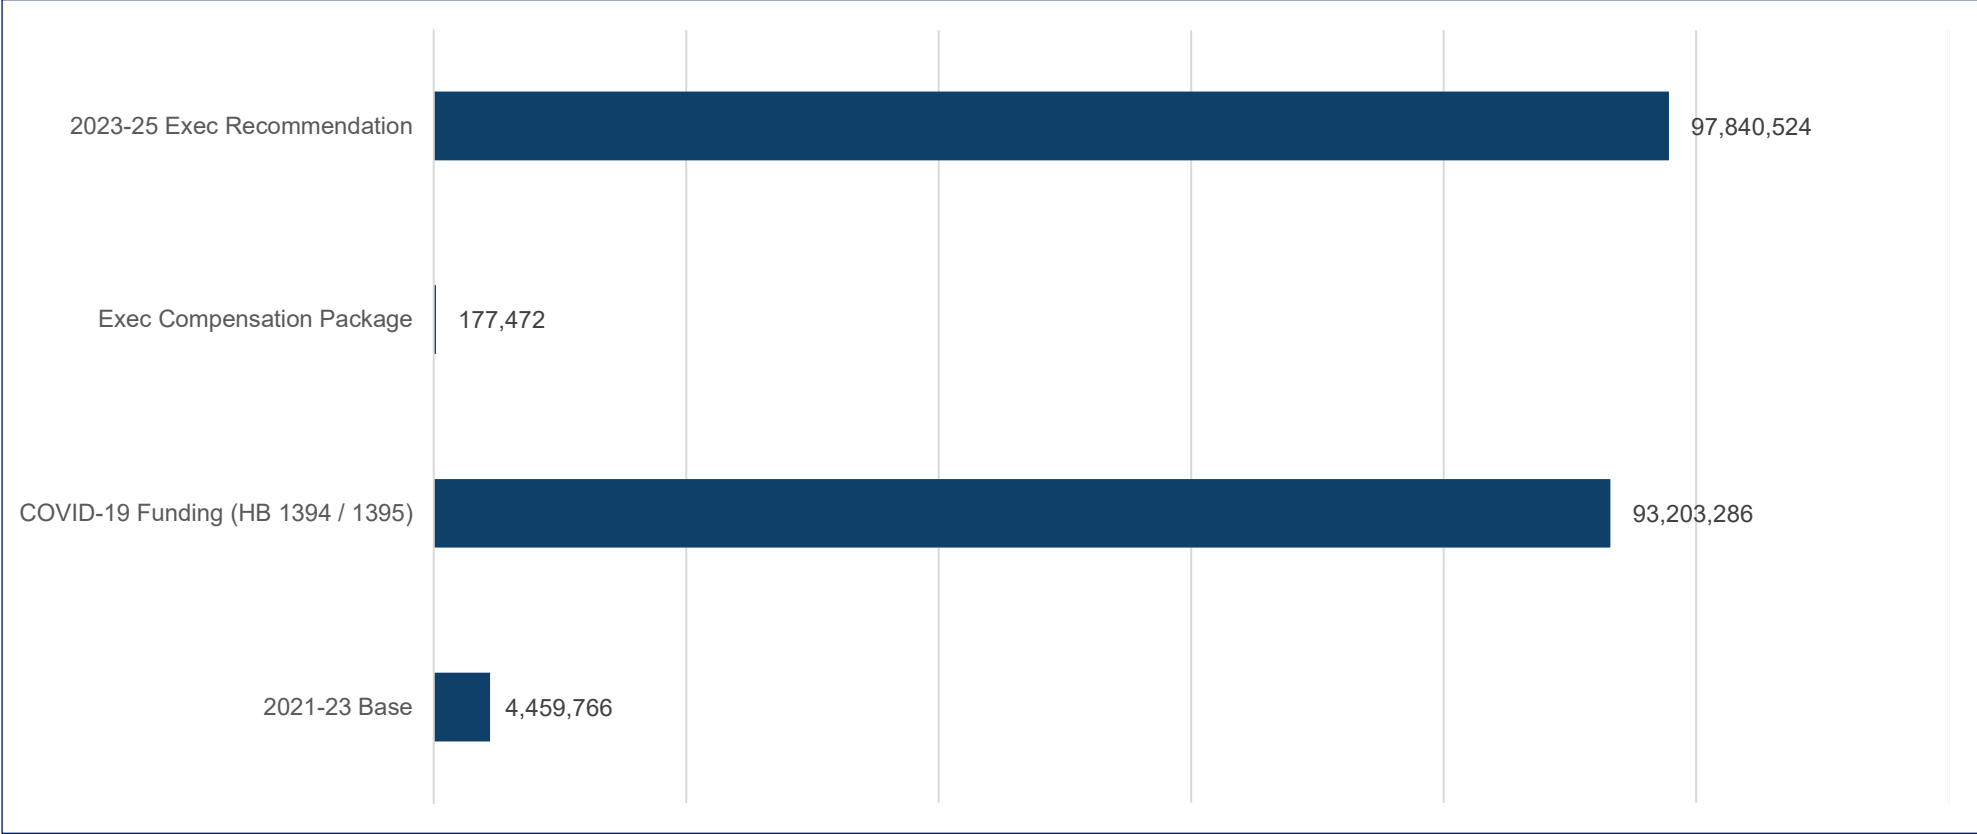 2023-25 Exec Recommendation 97,840,524
Exec Compensation Package 177,472
COVID-19 Funding (HB 1394 / 1395) 93,203,286
2021-23 Base 4,459,766